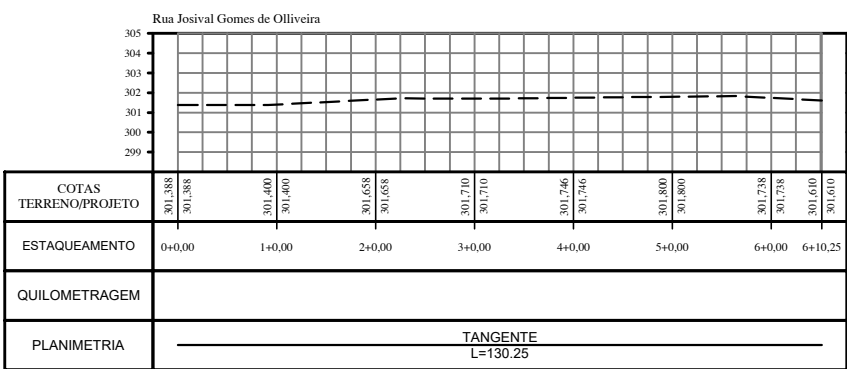 Rua Josival Gomes de Olliveira
305
304
303
302
301
300
299
COTAS
TERRENO/PROJETO
301,388 301,388 301,400 301,400 301,658 301,658 301,710 301,710 301,746 301,746 301,800 301,800 301,738 301,738 301,610 301,610
ESTAQUEAMENTO
0+0,00 1+0,00 2+0,00 3+0,00 4+0,00 5+0,00 6+0,00 6+10,25
QUILOMETRAGEM
PLANIMETRIA
TANGENTE
L=130.25